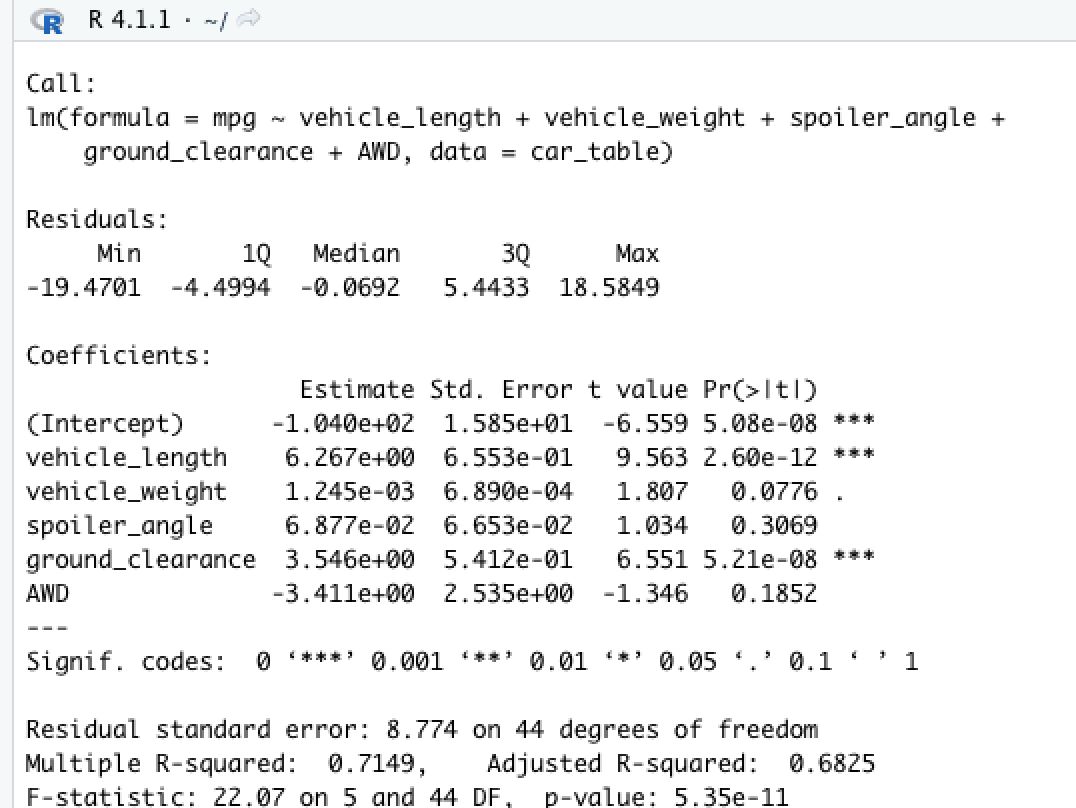 R R 4.1.1 · ~/
Call:
lm(formula = mpg ~ vehicle_length + vehicle_weight + spoiler_angle +
    ground_clearance + AWD, data = car_table)
Residuals:
     Min       1Q   Median       3Q      Max
-19.4701  -4.4994  -0.0692   5.4433  18.5849
Coefficients:
                   Estimate Std. Error t value Pr(>|t|)
(Intercept)      -1.040e+02  1.585e+01  -6.559 5.08e-08 ***
vehicle_length    6.267e+00  6.553e-01   9.563 2.60e-12 ***
vehicle_weight    1.245e-03  6.890e-04   1.807   0.0776 .
spoiler_angle     6.877e-02  6.653e-02   1.034   0.3069
ground_clearance  3.546e+00  5.412e-01   6.551 5.21e-08 ***
AWD              -3.411e+00  2.535e+00  -1.346   0.1852
---
Signif. codes:  0 ‘***’ 0.001 ‘**’ 0.01 ‘*’ 0.05 ‘.’ 0.1 ‘ ’ 1
Residual standard error: 8.774 on 44 degrees of freedom
Multiple R-squared:  0.7149,    Adjusted R-squared:  0.6825
F-statistic: 22.07 on 5 and 44 DF,  p-value: 5.35e-11